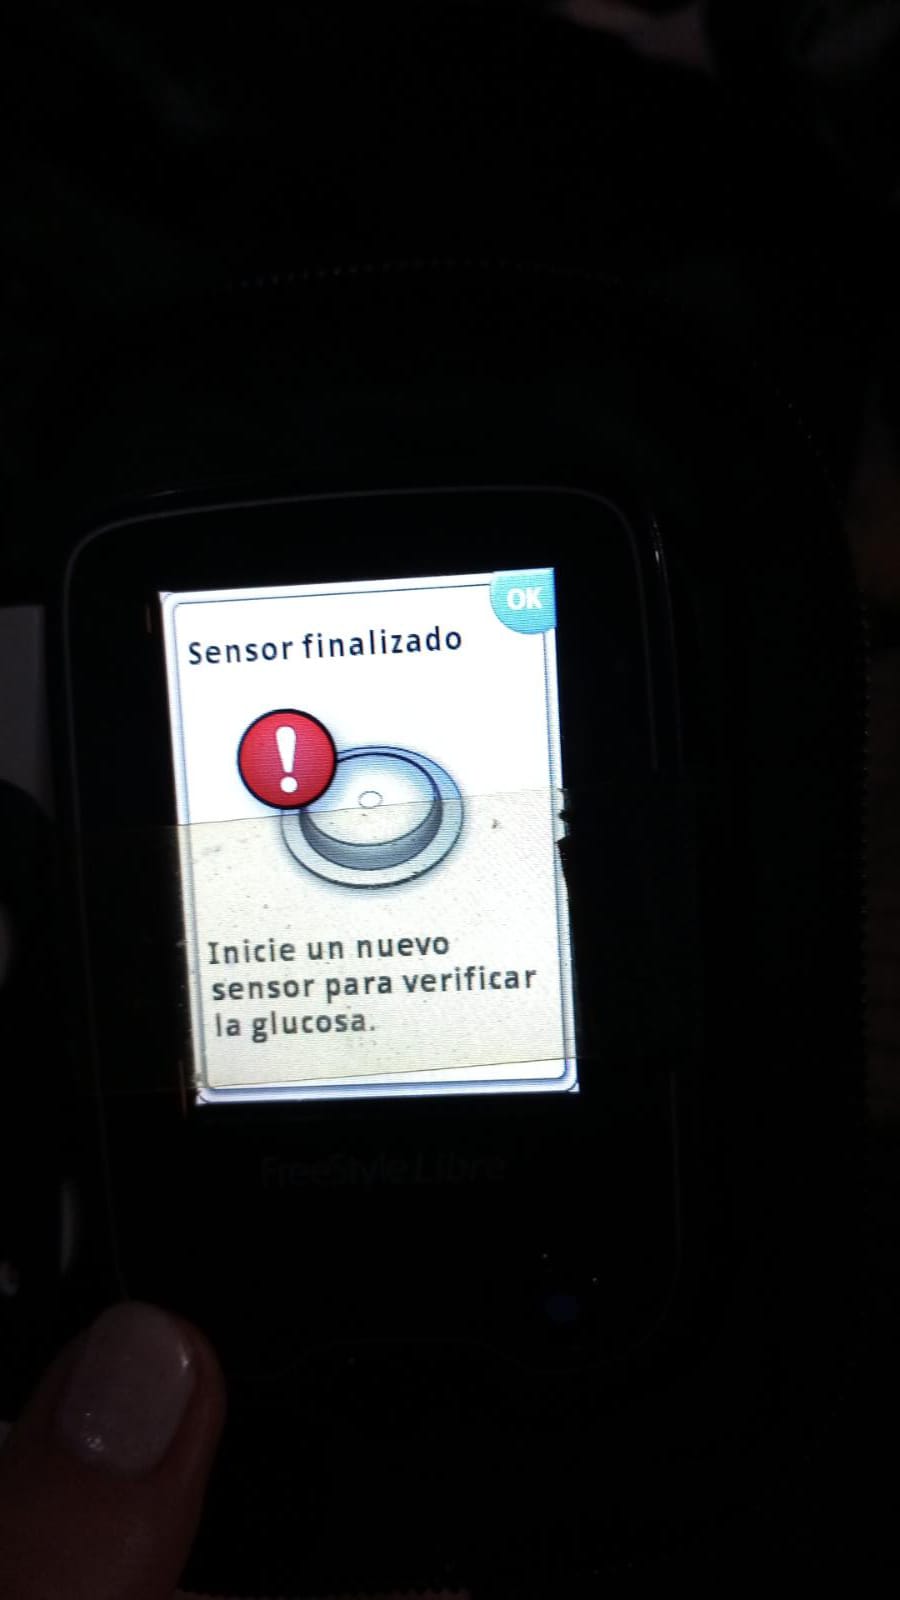 OK
Sensor finalizado
Inicie un nuevo
sensor para verificar
la glucosa.
FreeStyle Libre